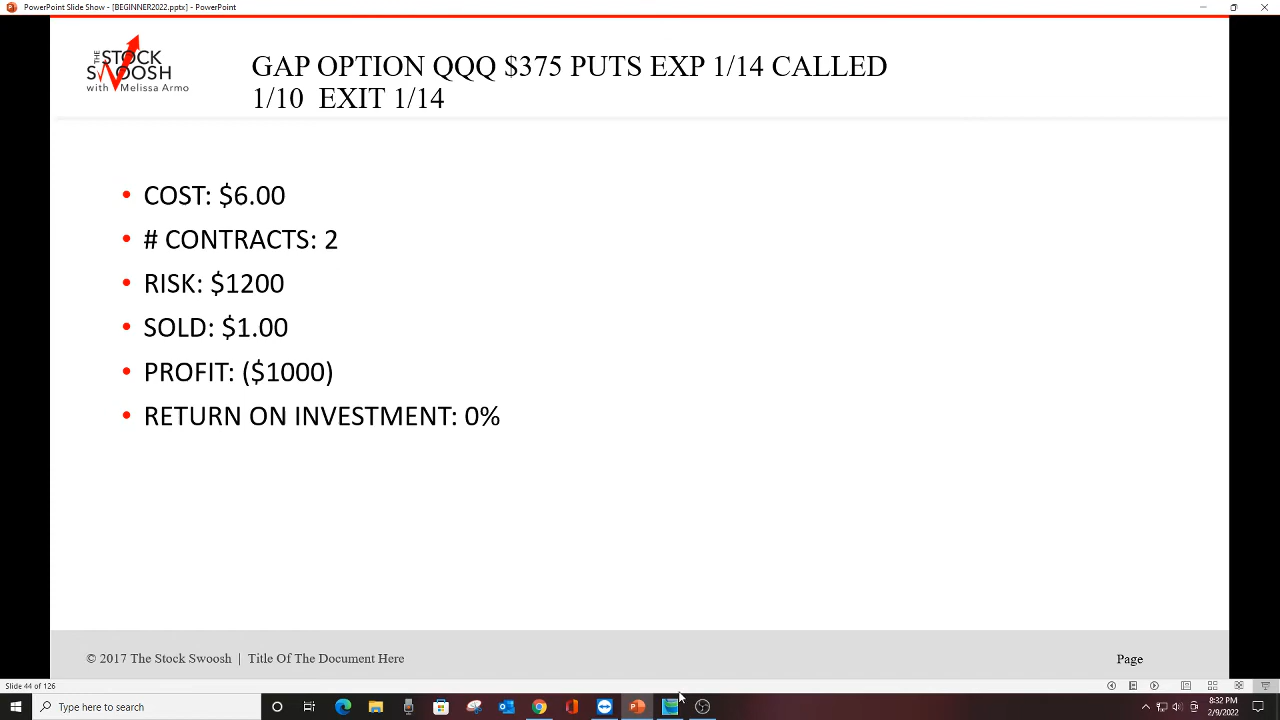 PowerPoint Slide Show - [BEGINNER2022.pptx] - PowerPoint
THE
STOCK
SWOOSH
with Melissa Armo
GAP OPTION QQQ $375 PUTS EXP 1/14 CALLED
1/10 EXIT 1/14
• COST: $6.00
• # CONTRACTS: 2
• RISK: $1200
• SOLD: $1.00
• PROFIT: ($1000)
• RETURN ON INVESTMENT: 0%
© 2017 The Stock Swoosh | Title Of The Document Here
Page
Slide 44 of 126
Type here to search
8:32 PM
2/9/2022